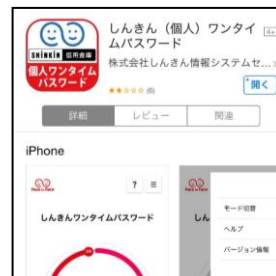 しんきん（個人）ワンタイ
ムパスワード
4+
株式会社しんきん情報システムセ...
SHINKIN 信用金庫
個人ワンタイム
パスワード
★★☆☆☆ (6)
開く
詳細
レビュー
関連
iPhone
? ≡
モード切替
しんきんワンタイムパスワード
しん
ヘルプ
バージョン情報